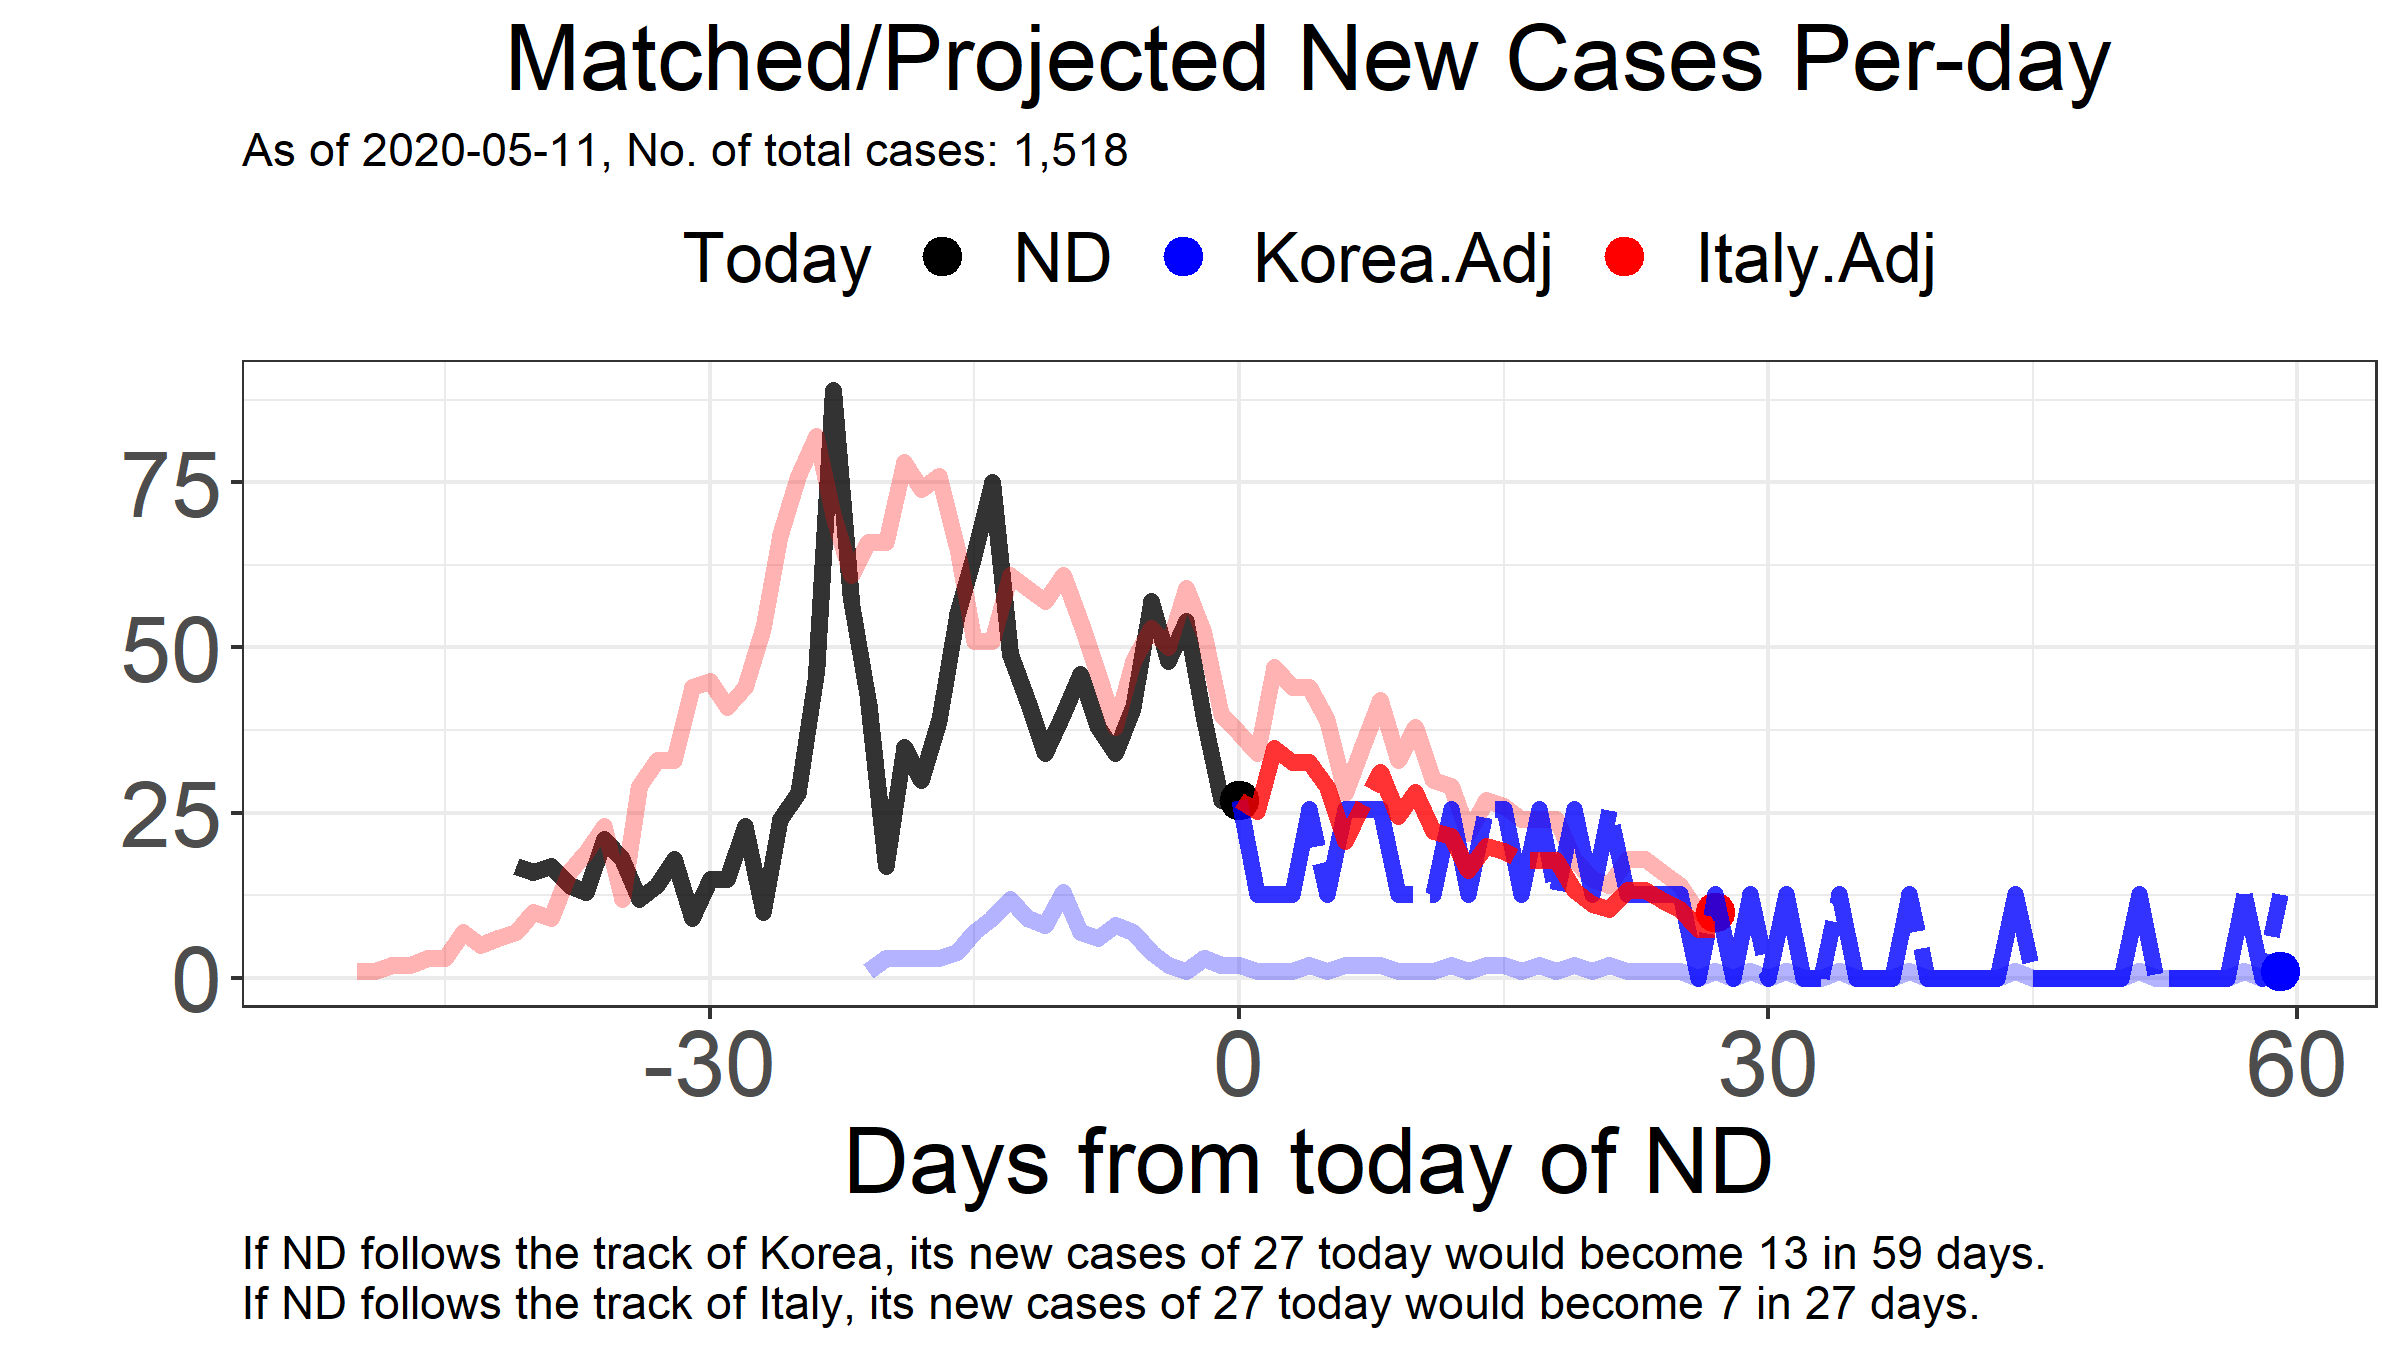 Matched/Projected New Cases Per-day
As of 2020-05-11, No. of total cases: 1,518
Today ND Korea.Adj Italy.Adj
75
50
25
0
-30 0 30 60
Days from today of ND
If ND follows the track of Korea, its new cases of 27 today would become 13 in 59 days.
If ND follows the track of Italy, its new cases of 27 today would become 7 in 27 days.